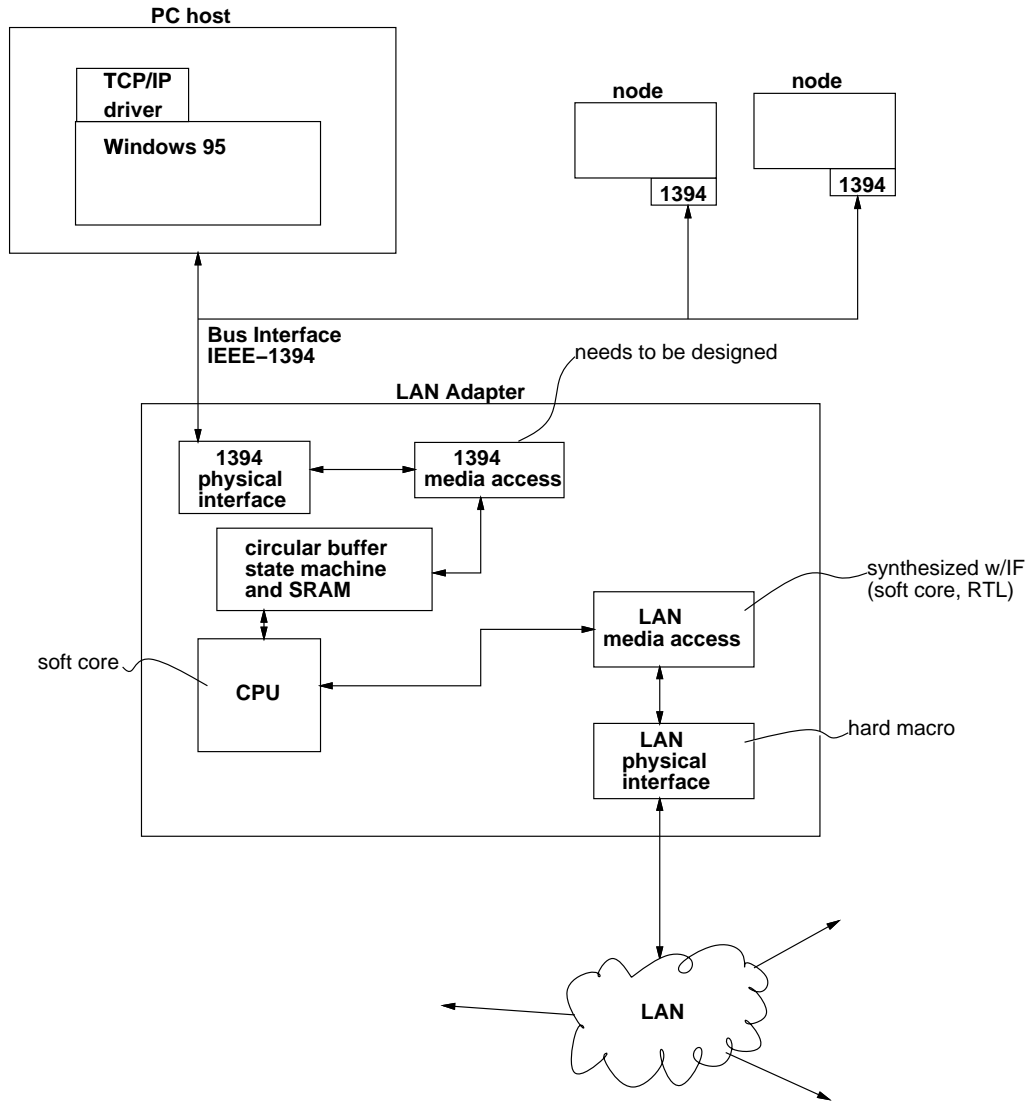 PC host
TCP/IP
driver
Windows 95
node
1394
node
1394
Bus Interface
IEEE–1394
needs to be designed
LAN Adapter
1394
physical
interface
1394
media access
circular buffer
state machine
and SRAM
synthesized w/IF
(soft core, RTL)
LAN
media access
soft core
CPU
hard macro
LAN
physical
interface
LAN